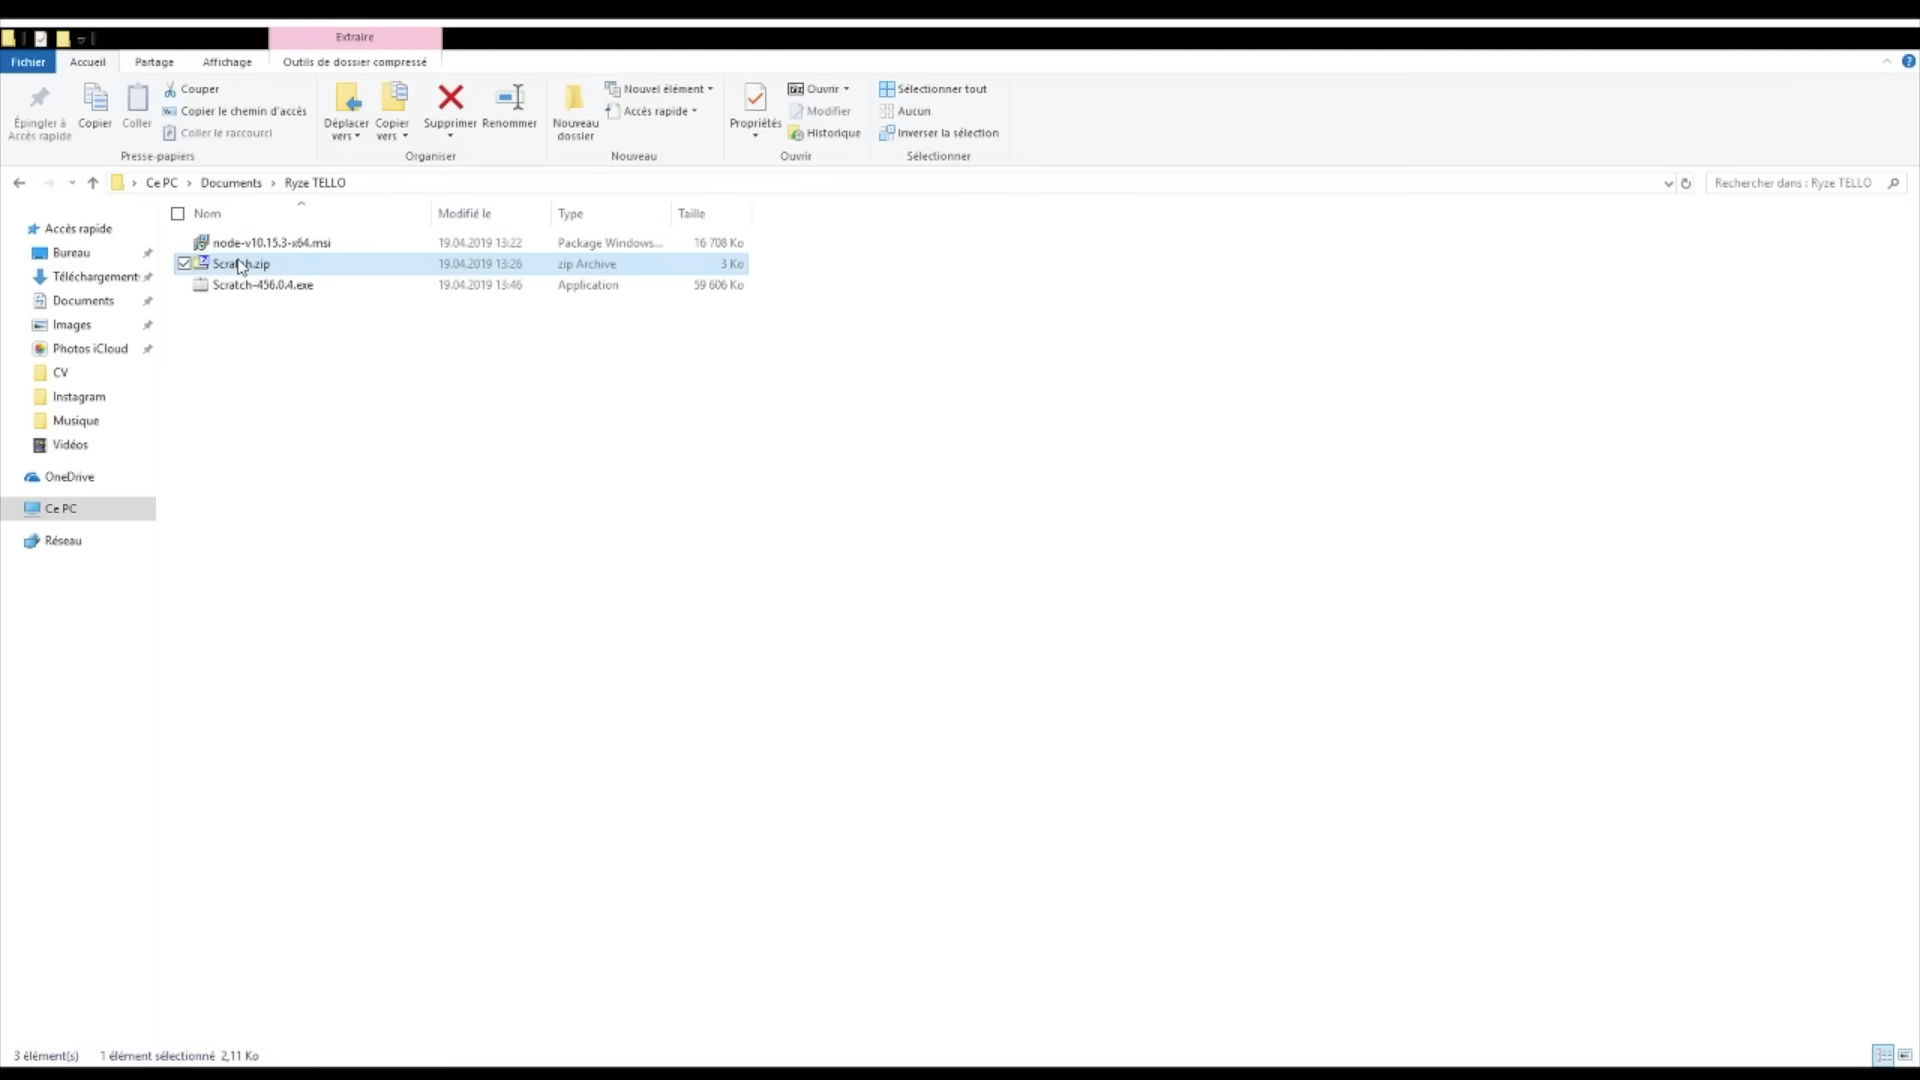 Extraire
Fichier Accueil Partage Affichage Outils de dossier compressé
Épingler à Accès rapide
Copier
Coller
Couper
Copier le chemin d'accès
Coller le raccourci
Presse-papiers
Déplacer vers
Copier vers
Supprimer
Renommer
Organiser
Nouveau dossier
Nouvel élément
Accès rapide
Nouveau
Propriétés
Ouvrir
Modifier
Historique
Ouvrir
Sélectionner tout
Aucun
Inverser la sélection
Sélectionner
Ce PC > Documents > Ryze TELLO
Rechercher dans : Ryze TELLO
Nom Modifié le Type Taille
node-v10.15.3-x64.msi 19.04.2019 13:22 Package Windows... 16 708 Ko
Scratch.zip 19.04.2019 13:26 zip Archive 3 Ko
Scratch-456.0.4.exe 19.04.2019 13:46 Application 59 606 Ko
Accès rapide
Bureau
Téléchargement
Documents
Images
Photos iCloud
CV
Instagram
Musique
Vidéos
OneDrive
Ce PC
Réseau
3 élément(s) 1 élément sélectionné 2,11 Ko